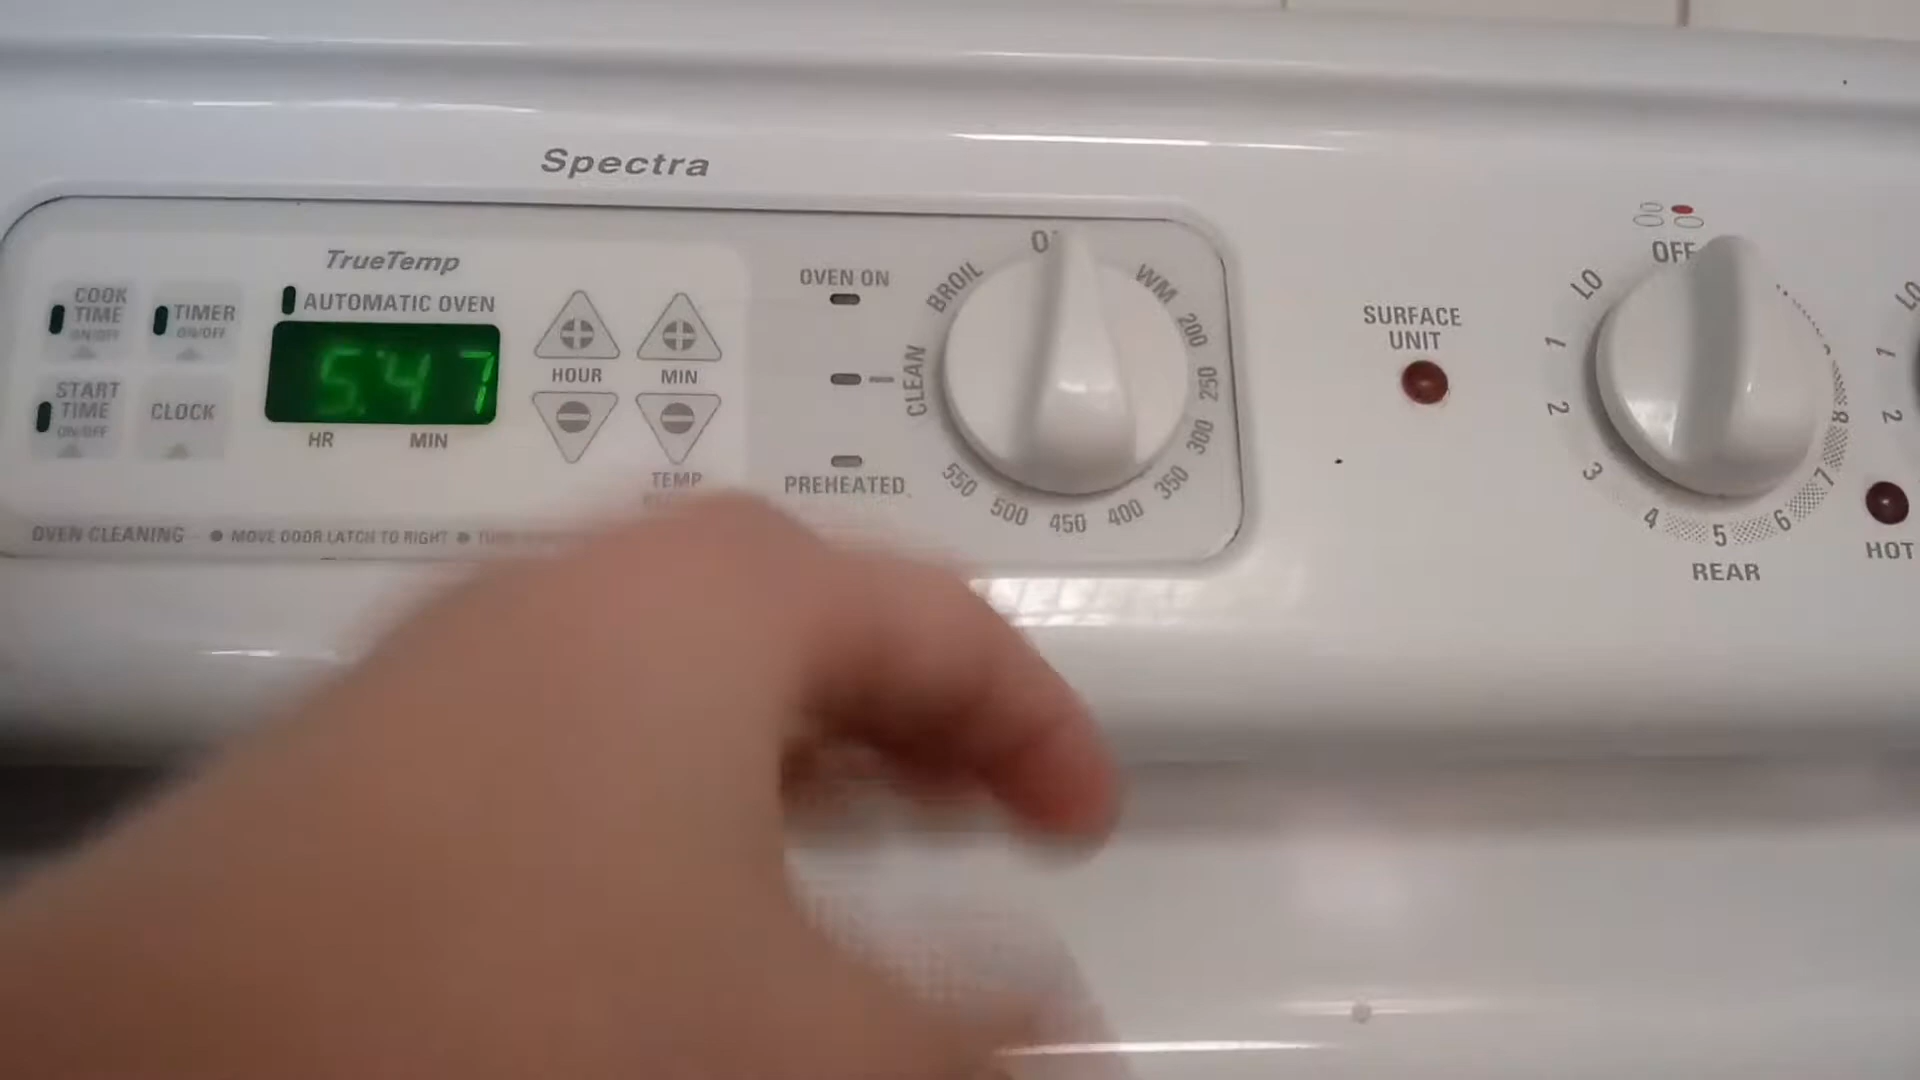 Spectra
TrueTemp
AUTOMATIC OVEN
COOK
TIME
ON/OFF
TIMER
ON/OFF
START
TIME
ON/OFF
CLOCK
5:47
HR
MIN
HOUR
MIN
TEMP
OVEN CLEANING • MOVE DOOR LATCH TO RIGHT •
OVEN ON
PREHEATED
BROIL
CLEAN
WM
200
250
300
350
400
450
500
550
SURFACE
UNIT
OFF
LO
1
2
3
4
5
6
7
8
REAR
LO
1
2
HOT